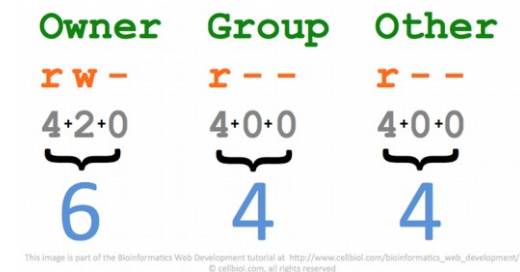 Owner Group Other
rw- r-- r--
4+2+0 4+0+0 4+0+0
6 4 4
This image is part of the Bioinformatics Web Development tutorial at http://www.cellbiol.com/bioinformatics_web_development/
© cellbiol.com, all rights reserved